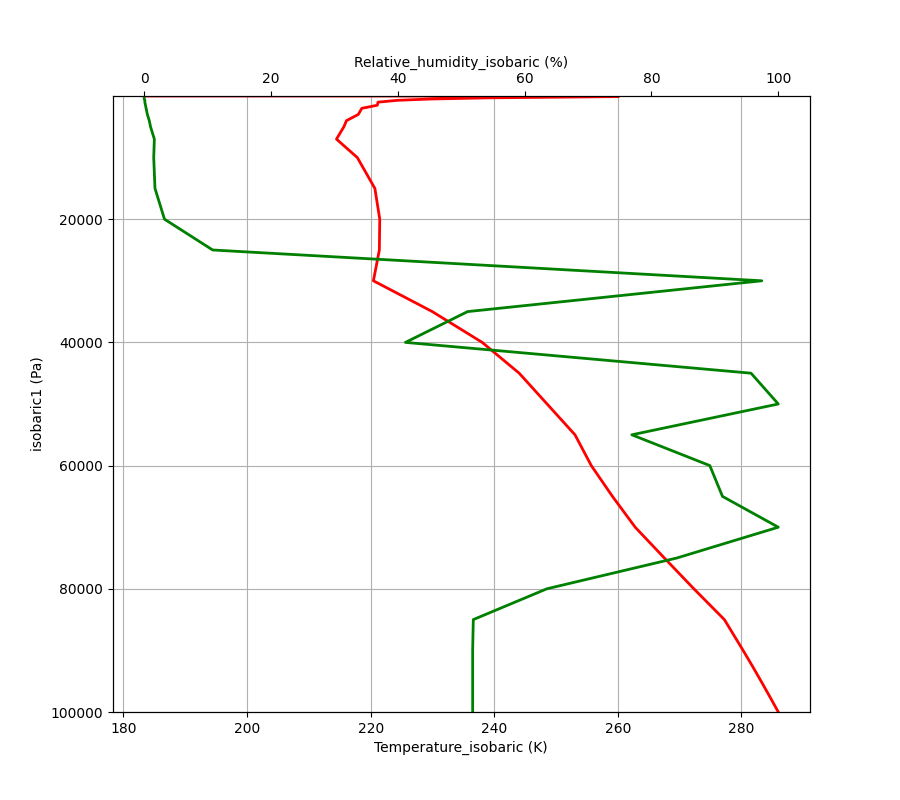 Relative_humidity_isobaric (%)
0 20 40 60 80 100
isobaric1 (Pa)
20000
40000
60000
80000
100000
180 200 220 240 260 280
Temperature_isobaric (K)